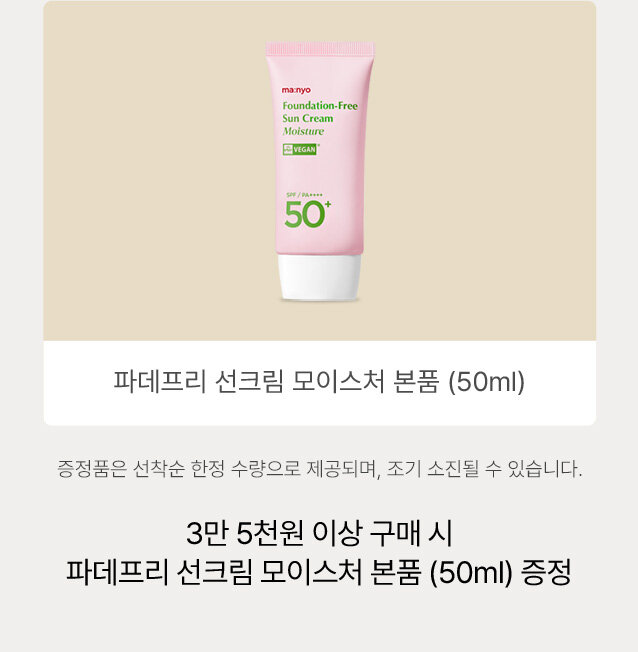 ma:nyo
Foundation-Free
Sun Cream
Moisture
VEGAN
SPF / PA++++
50+
파데프리 선크림 모이스처 본품 (50ml)
증정품은 선착순 한정 수량으로 제공되며, 조기 소진될 수 있습니다.
3만 5천원 이상 구매 시
파데프리 선크림 모이스처 본품 (50ml) 증정